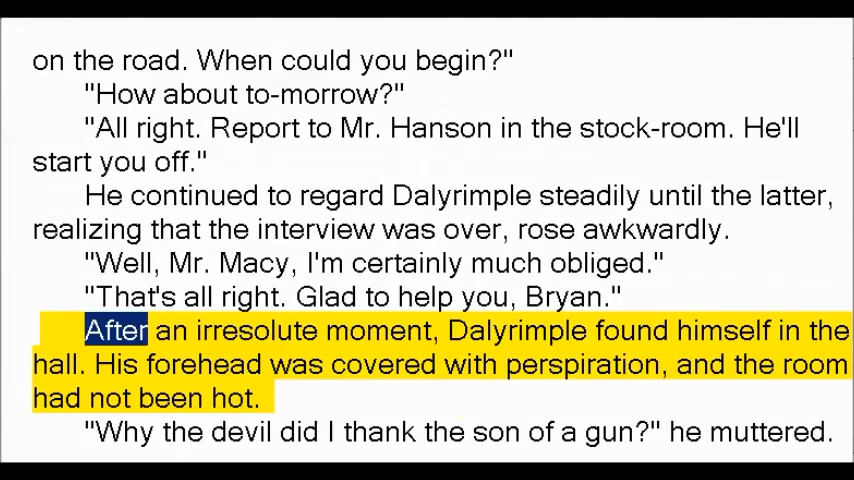 on the road. When could you begin?"
"How about to-morrow?"
"All right. Report to Mr. Hanson in the stock-room. He'll
start you off."
He continued to regard Dalyrimple steadily until the latter,
realizing that the interview was over, rose awkwardly.
"Well, Mr. Macy, I'm certainly much obliged."
"That's all right. Glad to help you, Bryan."
After an irresolute moment, Dalyrimple found himself in the
hall. His forehead was covered with perspiration, and the room
had not been hot.
"Why the devil did I thank the son of a gun?" he muttered.